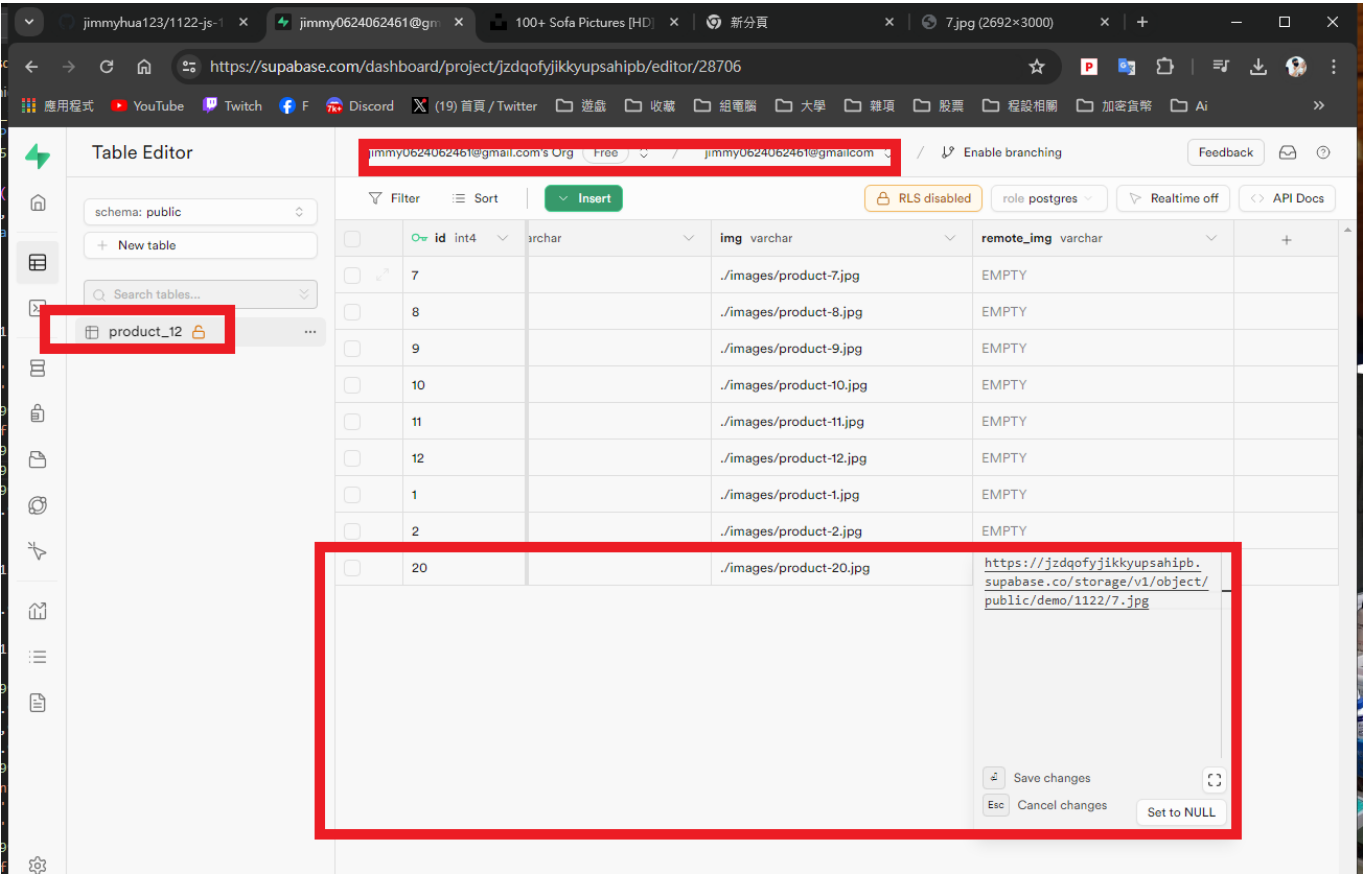 jimmyhua123/1122-js-1
jimmy0624062461@gm
100+ Sofa Pictures [HD]
新分頁
7.jpg (2692×3000)
https://supabase.com/dashboard/project/jzdqofyjikkyupsahipb/editor/28706
應用程式 YouTube Twitch F Discord (19) 首頁 / Twitter 遊戲 收藏 組電腦 大學 雜項 股票 程設相關 加密貨幣 Ai
Table Editor
jimmy0624062461@gmail.com's Org Free / jimmy0624062461@gmailcom / Enable branching Feedback
schema: public
New table
Search tables...
product_12
Filter Sort Insert RLS disabled role postgres Realtime off API Docs
id int4 archar img varchar remote_img varchar
7 ./images/product-7.jpg EMPTY
8 ./images/product-8.jpg EMPTY
9 ./images/product-9.jpg EMPTY
10 ./images/product-10.jpg EMPTY
11 ./images/product-11.jpg EMPTY
12 ./images/product-12.jpg EMPTY
1 ./images/product-1.jpg EMPTY
2 ./images/product-2.jpg EMPTY
20 ./images/product-20.jpg
https://jzdqofyjikkyupsahipb.
supabase.co/storage/v1/object/
public/demo/1122/7.jpg
Save changes
Esc Cancel changes
Set to NULL